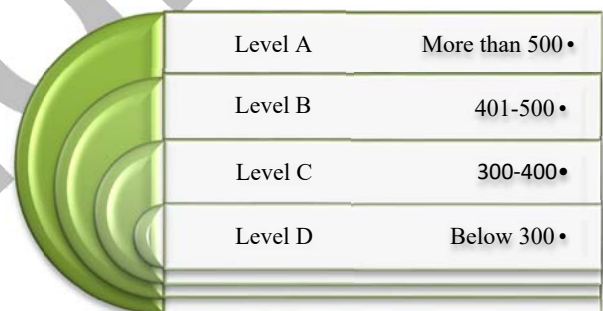 Level A More than 500 •
Level B 401-500 •
Level C 300-400•
Level D Below 300 •